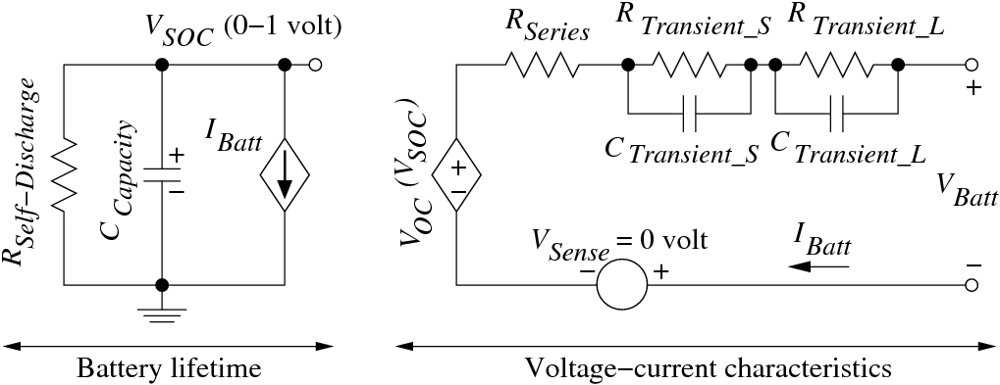 V_SOC (0−1 volt)
R_Self−Discharge
C_Capacity
+
−
I_Batt
R_Series
R_Transient_S
R_Transient_L
C_Transient_S
C_Transient_L
V_OC (V_SOC)
+
−
+
V_Batt
−
V_Sense = 0 volt
−
+
I_Batt
Battery lifetime
Voltage−current characteristics